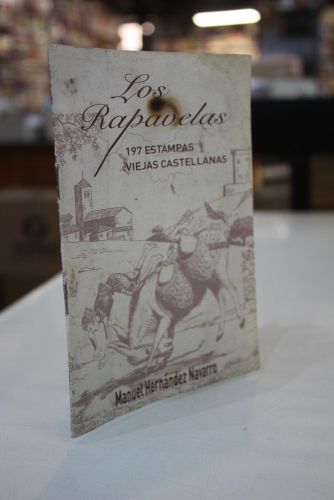 Los
Rapavelas
197 ESTAMPAS
VIEJAS CASTELLANAS
Manuel Hernández Navarro